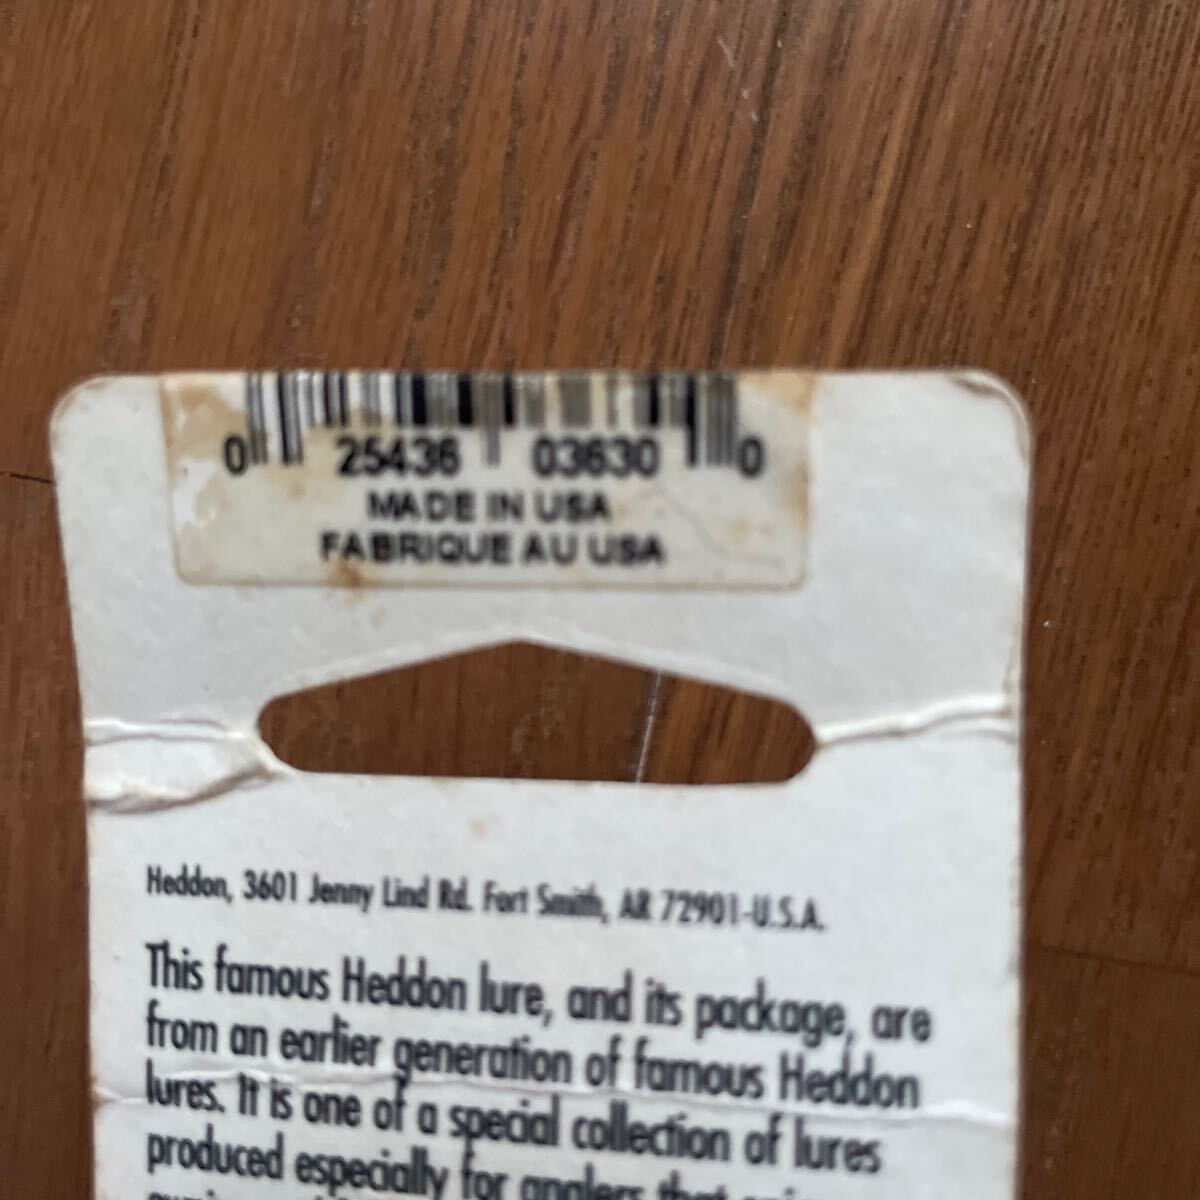 0 25436 03630 0
MADE IN USA
FABRIQUE AU USA
Heddon, 3601 Jenny Lind Rd. Fort Smith, AR 72901-U.S.A.
This famous Heddon lure, and its package, are
from an earlier generation of famous Heddon
lures. It is one of a special collection of lures
produced especially for anglers that